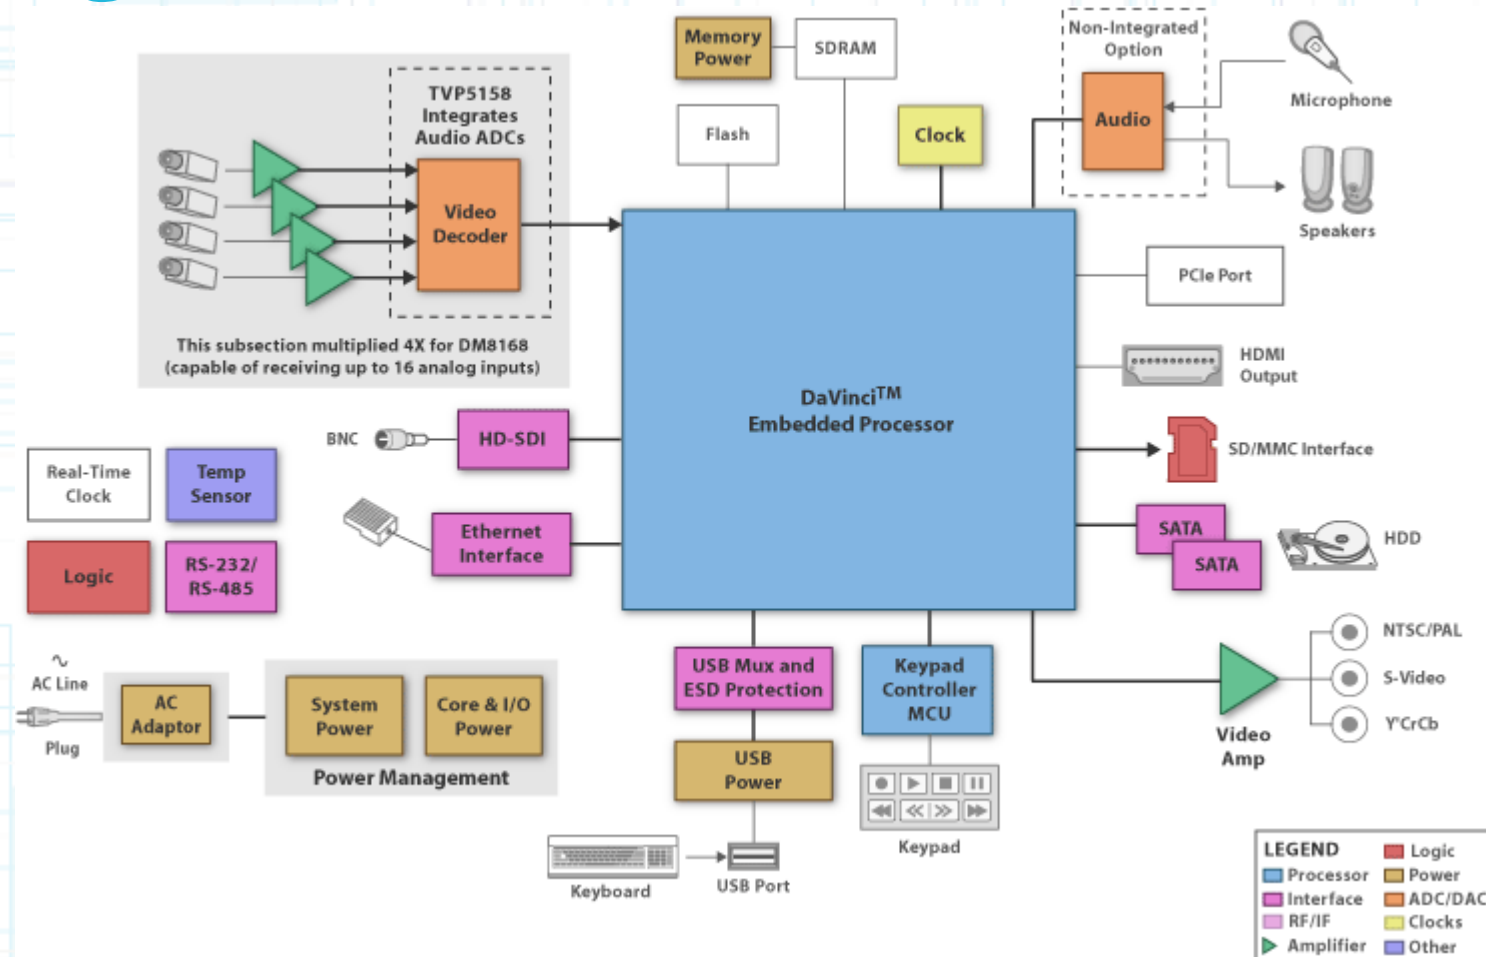 Memory
Power
SDRAM
Flash
Clock
Non-Integrated
Option
Audio
Microphone
Speakers
TVP5158
Integrates
Audio ADCs
Video
Decoder
This subsection multiplied 4X for DM8168
(capable of receiving up to 16 analog inputs)
DaVinci™
Embedded Processor
PCIe Port
HDMI
Output
SD/MMC Interface
SATA
SATA
HDD
BNC
HD-SDI
Ethernet
Interface
Real-Time
Clock
Temp
Sensor
Logic
RS-232/
RS-485
AC Line
Plug
AC
Adaptor
System
Power
Core & I/O
Power
Power Management
USB Mux and
ESD Protection
USB
Power
Keyboard
USB Port
Keypad
Controller
MCU
Keypad
Video
Amp
NTSC/PAL
S-Video
Y'CrCb
LEGEND
Processor
Interface
RF/IF
Amplifier
Logic
Power
ADC/DAC
Clocks
Other